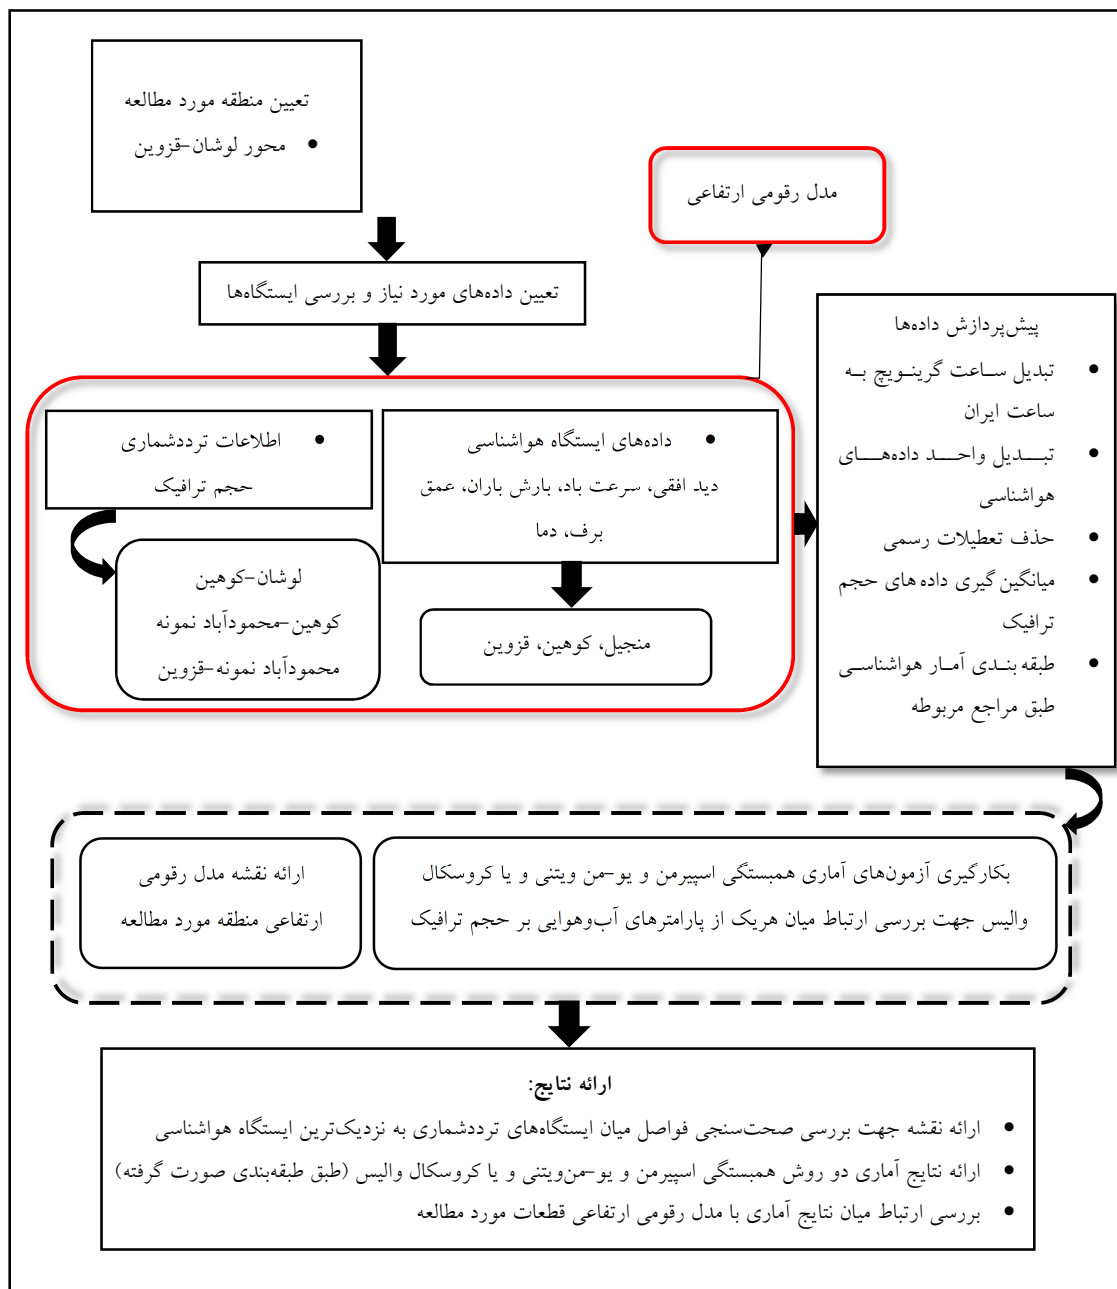 تعیین منطقه مورد مطالعه
• محور لوشان-قزوین
مدل رقومی ارتفاعی
تعیین داده‌های مورد نیاز و بررسی ایستگاه‌ها
• داده‌های ایستگاه هواشناسی
دید افقی، سرعت باد، بارش باران، عمق
برف، دما
منجیل، کوهین، قزوین
• اطلاعات ترددشماری
حجم ترافیک
لوشان-کوهین
کوهین-محمودآباد نمونه
محمودآباد نمونه-قزوین
پیش‌پردازش داده‌ها
• تبدیل ساعت گرینویچ به
ساعت ایران
• تبدیل واحد داده‌های
هواشناسی
• حذف تعطیلات رسمی
• میانگین گیری داده های حجم
ترافیک
• طبقه بندی آمار هواشناسی
طبق مراجع مربوطه
بکارگیری آزمون‌های آماری همبستگی اسپیرمن و یو-من ویتنی و یا کروسکال
والیس جهت بررسی ارتباط میان هریک از پارامترهای آب‌وهوایی بر حجم ترافیک
ارائه نقشه مدل رقومی
ارتفاعی منطقه مورد مطالعه
ارائه نتایج:
• ارائه نقشه جهت بررسی صحت‌سنجی فواصل میان ایستگاه‌های ترددشماری به نزدیک‌ترین ایستگاه هواشناسی
• ارائه نتایج آماری دو روش همبستگی اسپیرمن و یو-من‌ویتنی و یا کروسکال والیس (طبق طبقه‌بندی صورت گرفته)
• بررسی ارتباط میان نتایج آماری با مدل رقومی ارتفاعی قطعات مورد مطالعه